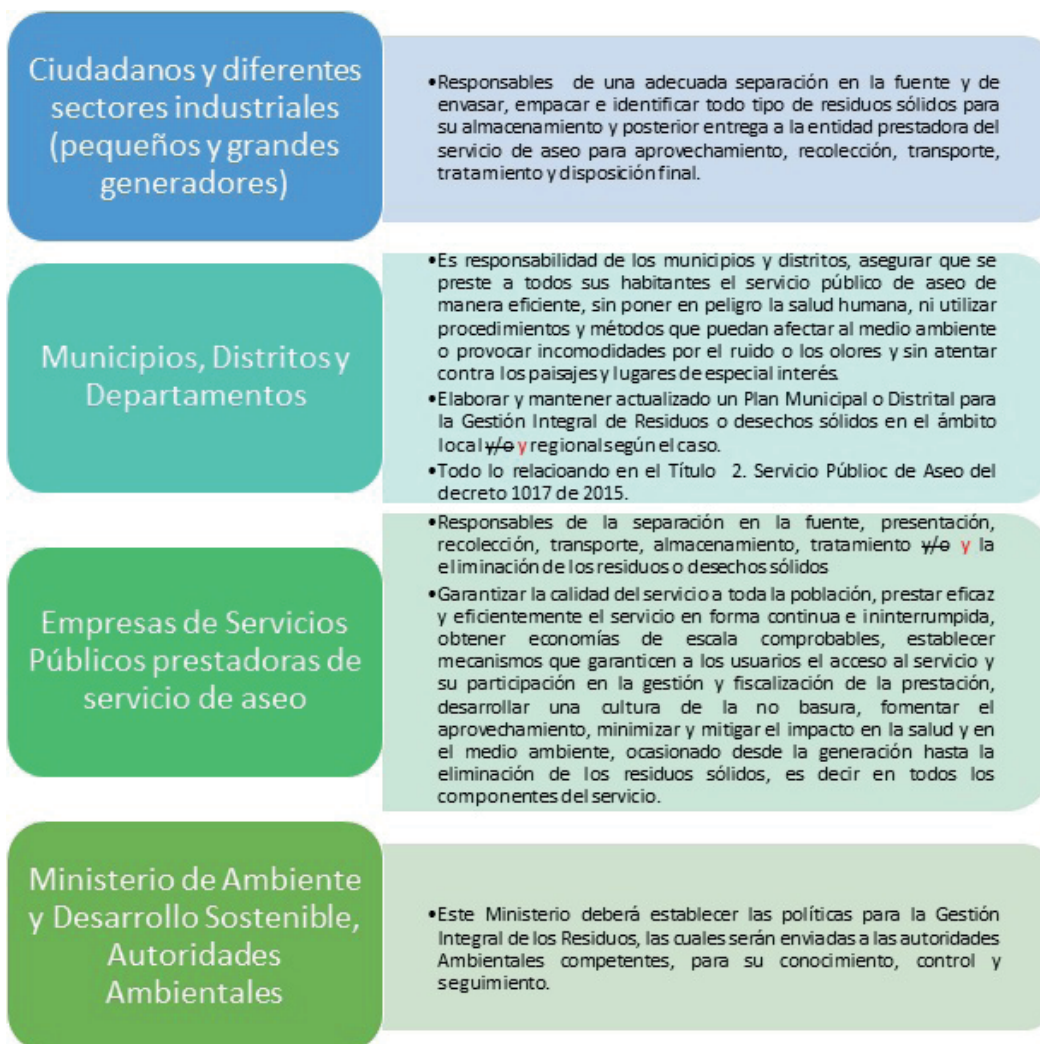 Ciudadanos y diferentes
sectores industriales
(pequeños y grandes
generadores)
•Responsables de una adecuada separación en la fuente y de
envasar, empacar e identificar todo tipo de residuos sólidos para
su almacenamiento y posterior entrega a la entidad prestadora del
servicio de aseo para aprovechamiento, recolección, transporte,
tratamiento y disposición final.
Municipios, Distritos y
Departamentos
•Es responsabilidad de los municipios y distritos, asegurar que se
preste a todos sus habitantes el servicio público de aseo de
manera eficiente, sin poner en peligro la salud humana, ni utilizar
procedimientos y métodos que puedan afectar al medio ambiente
o provocar incomodidades por el ruido o los olores y sin atentar
contra los paisajes y lugares de especial interés.
•Elaborar y mantener actualizado un Plan Municipal o Distrital para
la Gestión Integral de Residuos o desechos sólidos en el ámbito
local y/o y regional según el caso.
•Todo lo relacioando en el Título 2. Servicio Públioc de Aseo del
decreto 1017 de 2015.
Empresas de Servicios
Públicos prestadoras de
servicio de aseo
•Responsables de la separación en la fuente, presentación,
recolección, transporte, almacenamiento, tratamiento y/o y la
eliminación de los residuos o desechos sólidos
•Garantizar la calidad del servicio a toda la población, prestar eficaz
y eficientemente el servicio en forma continua e ininterrumpida,
obtener economías de escala comprobables, establecer
mecanismos que garanticen a los usuarios el acceso al servicio y
su participación en la gestión y fiscalización de la prestación,
desarrollar una cultura de la no basura, fomentar el
aprovechamiento, minimizar y mitigar el impacto en la salud y en
el medio ambiente, ocasionado desde la generación hasta la
eliminación de los residuos sólidos, es decir en todos los
componentes del servicio.
Ministerio de Ambiente
y Desarrollo Sostenible,
Autoridades
Ambientales
•Este Ministerio deberá establecer las políticas para la Gestión
Integral de los Residuos, las cuales serán enviadas a las autoridades
Ambientales competentes, para su conocimiento, control y
seguimiento.